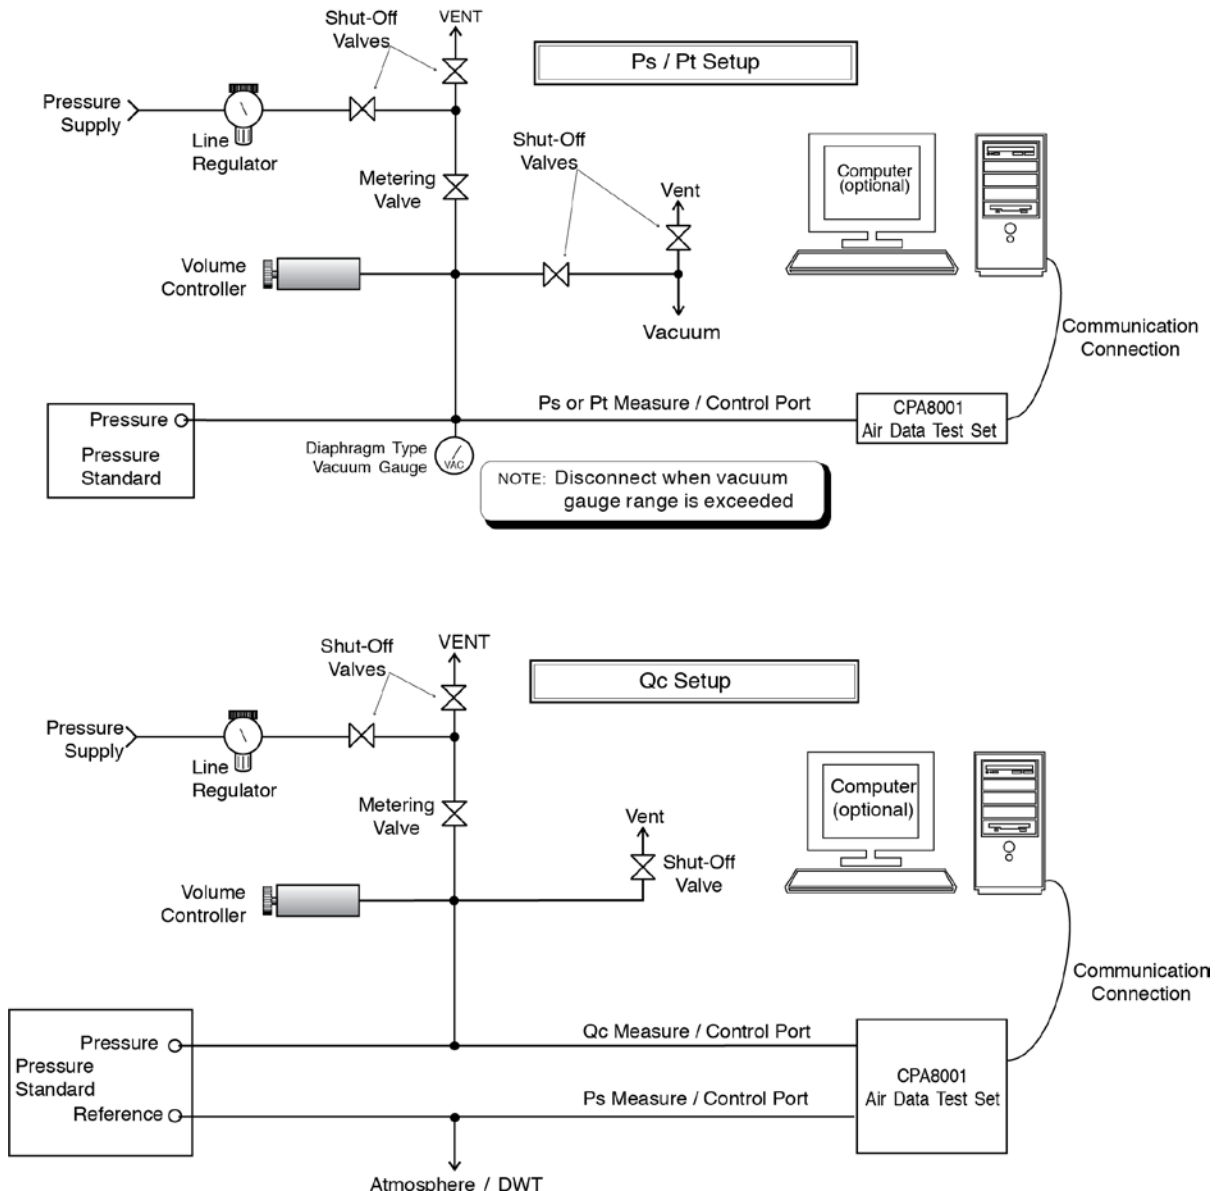 Shut-Off
Valves
VENT
Ps / Pt Setup
Pressure
Supply
Line
Regulator
Shut-Off
Valves
Metering
Valve
Vent
Computer
(optional)
Volume
Controller
Vacuum
Communication
Connection
Ps or Pt Measure / Control Port
CPA8001
Air Data Test Set
Pressure
Pressure
Standard
Diaphragm Type
Vacuum Gauge
VAC
NOTE: Disconnect when vacuum
gauge range is exceeded
Shut-Off
Valves
VENT
Qc Setup
Pressure
Supply
Line
Regulator
Metering
Valve
Vent
Computer
(optional)
Shut-Off
Valve
Volume
Controller
Communication
Connection
Qc Measure / Control Port
Pressure
Pressure
Standard
CPA8001
Air Data Test Set
Reference
Ps Measure / Control Port
Atmosphere / DWT